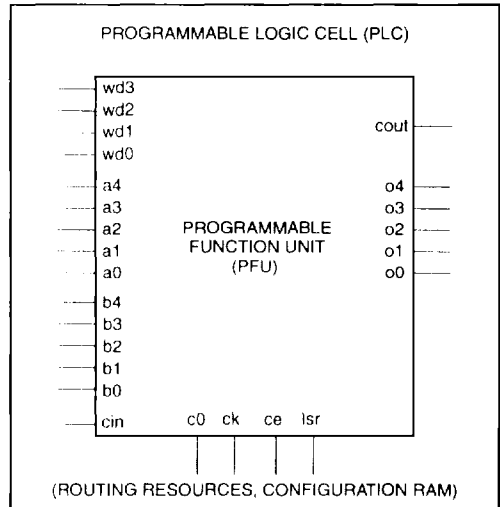 PROGRAMMABLE LOGIC CELL (PLC)
wd3
wd2
wd1
wd0
cout
a4
a3
a2
a1
a0
o4
o3
o2
o1
o0
PROGRAMMABLE
FUNCTION UNIT
(PFU)
b4
b3
b2
b1
b0
cin
c0 ck ce lsr
(ROUTING RESOURCES, CONFIGURATION RAM)